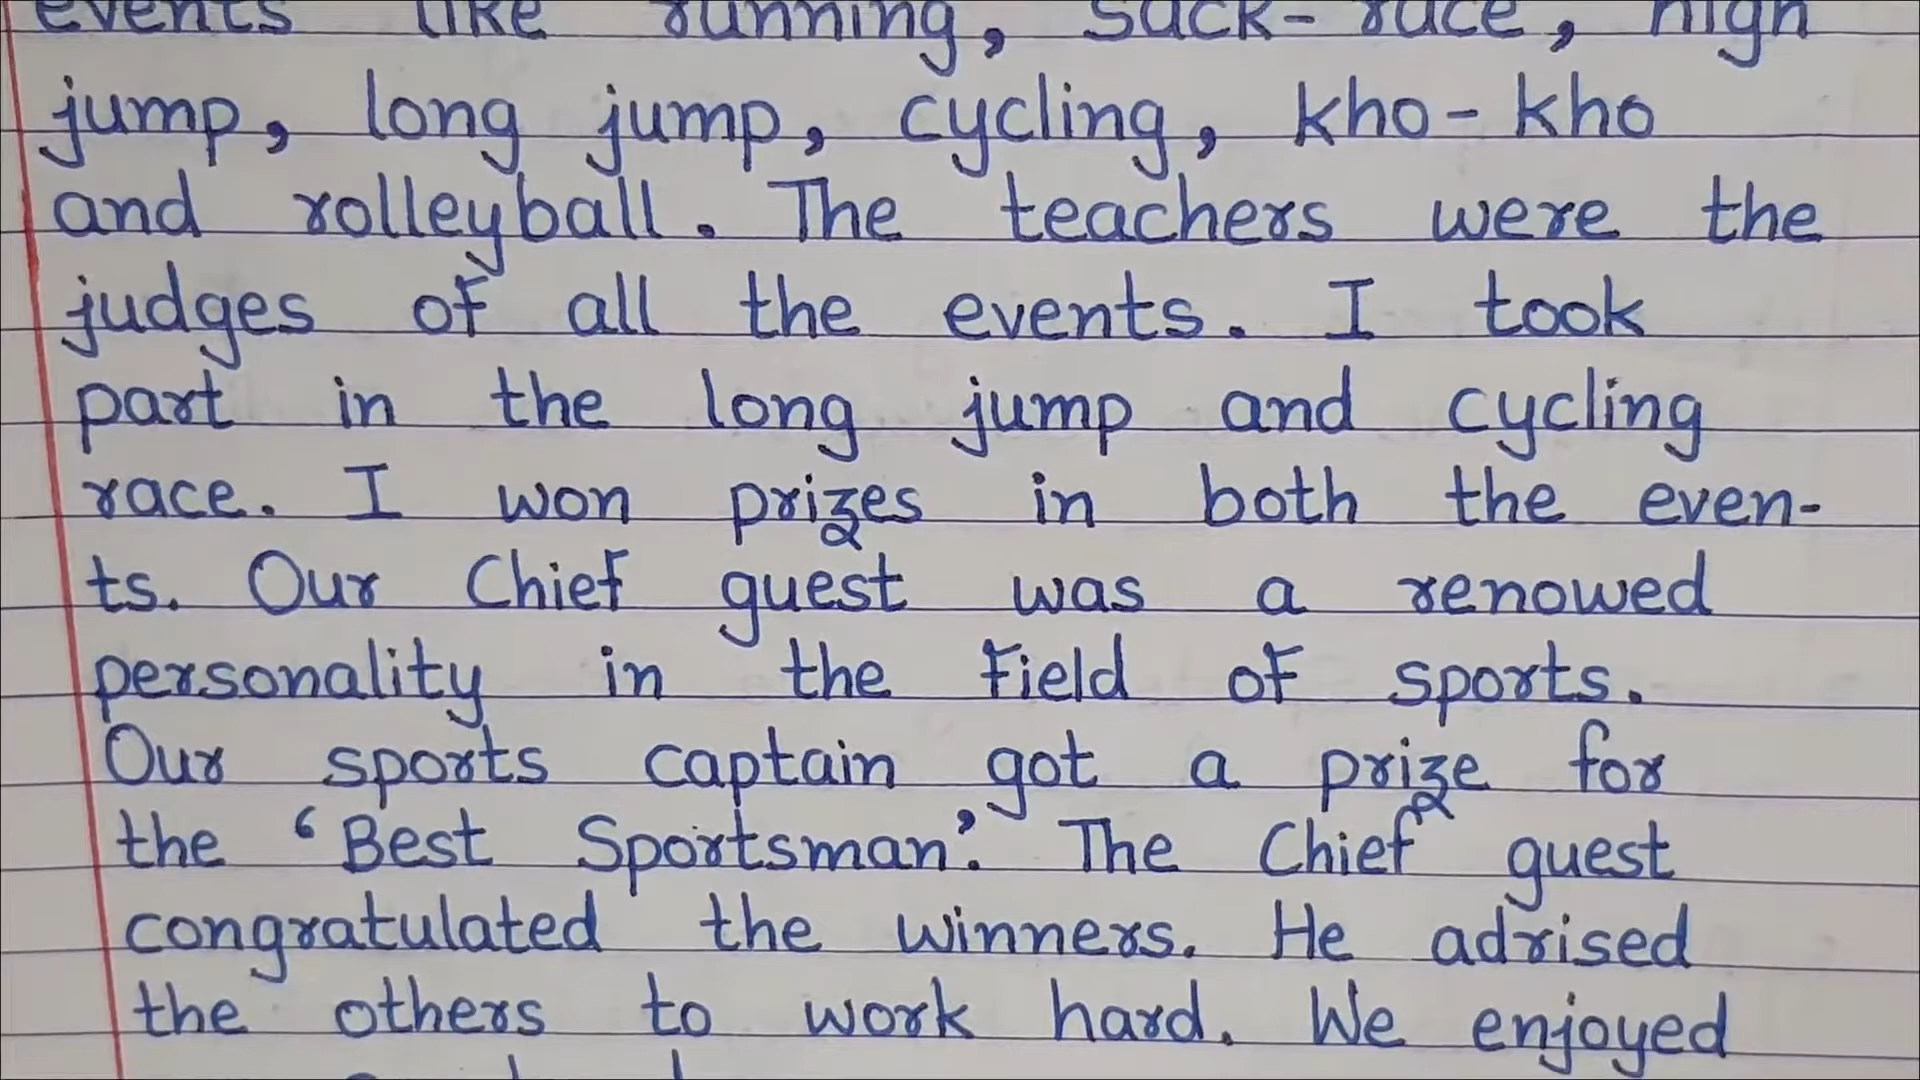 events like running, sack-race, high
jump, long jump, cycling, kho-kho
and rolleyball. The teachers were the
judges of all the events. I took
part in the long jump and cycling
race. I won prizes in both the even-
ts. Our Chief guest was a renowed
personality in the field of sports.
Our sports captain got a prize for
the 'Best Sportsman'. The Chief guest
congratulated the winners. He adrised
the others to work hard. We enjoyed